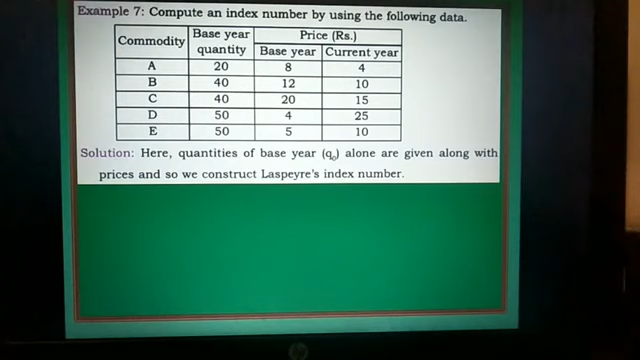 Example 7: Compute an index number by using the following data.
Commodity Base year quantity Price (Rs.)
Base year Current year
A 20 8 4
B 40 12 10
C 40 20 15
D 50 4 25
E 50 5 10
Solution: Here, quantities of base year (q₀) alone are given along with
prices and so we construct Laspeyre's index number.